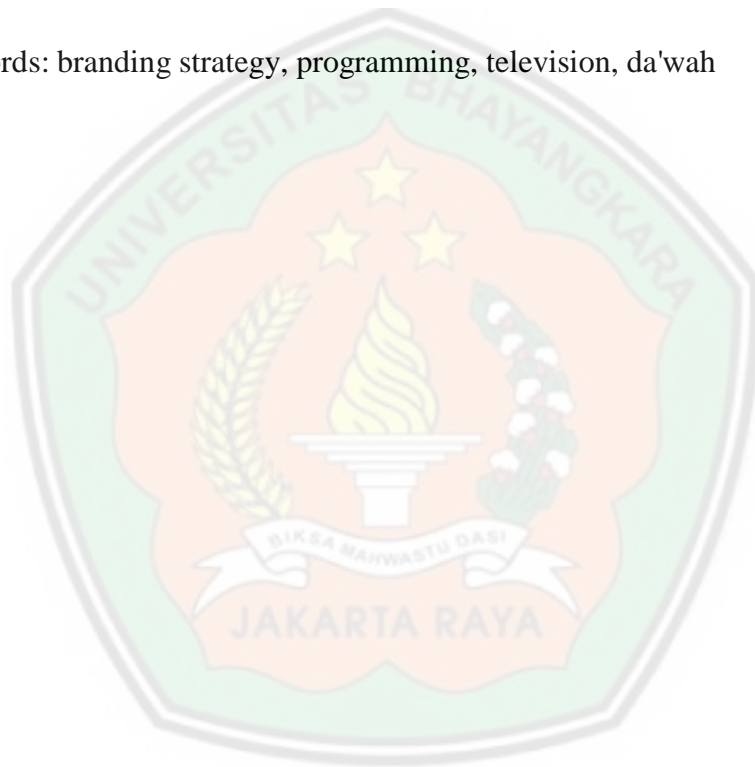 rds: branding strategy, programming, television, da'wah
UNIVERSITAS BHAYANGKARA
BIKSA MAHWASTU DASI
JAKARTA RAYA